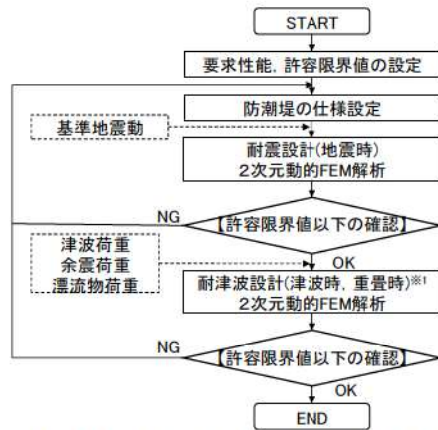 START
要求性能, 許容限界値の設定
防潮堤の仕様設定
基準地震動
耐震設計(地震時)
2次元動的FEM解析
NG
【許容限界値以下の確認】
OK
津波荷重
余震荷重
漂流物荷重
耐津波設計(津波時, 重畳時)※1
2次元動的FEM解析
NG
【許容限界値以下の確認】
OK
END